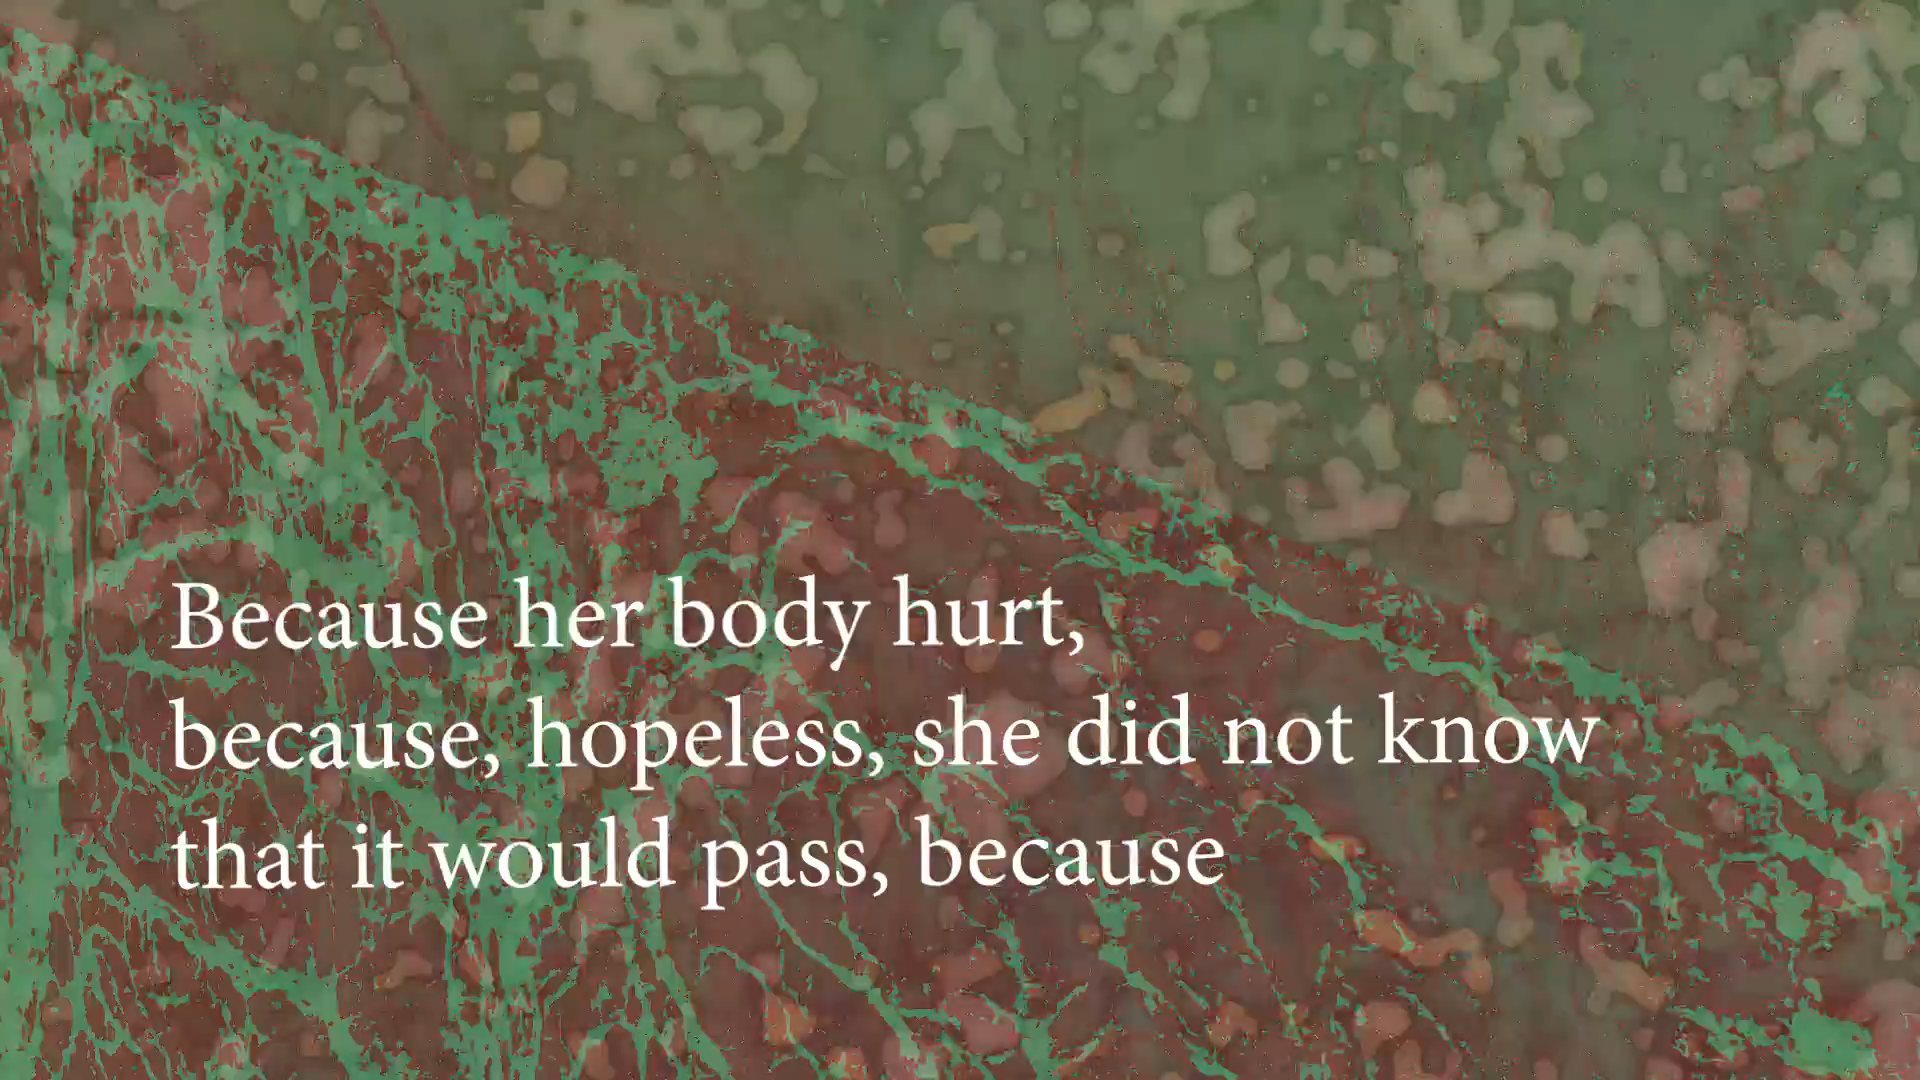 Because her body hurt,
because, hopeless, she did not know
that it would pass, because